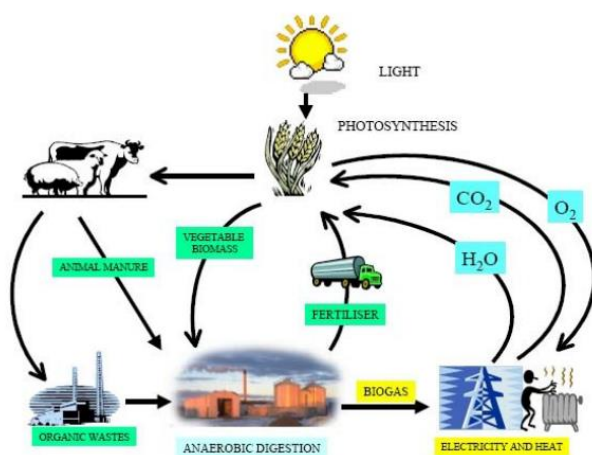 LIGHT
PHOTOSYNTHESIS
CO₂
O₂
VEGETABLE
BIOMASS
H₂O
ANIMAL MANURE
FERTILISER
BIOGAS
ORGANIC WASTES
ANAEROBIC DIGESTION
ELECTRICITY AND HEAT